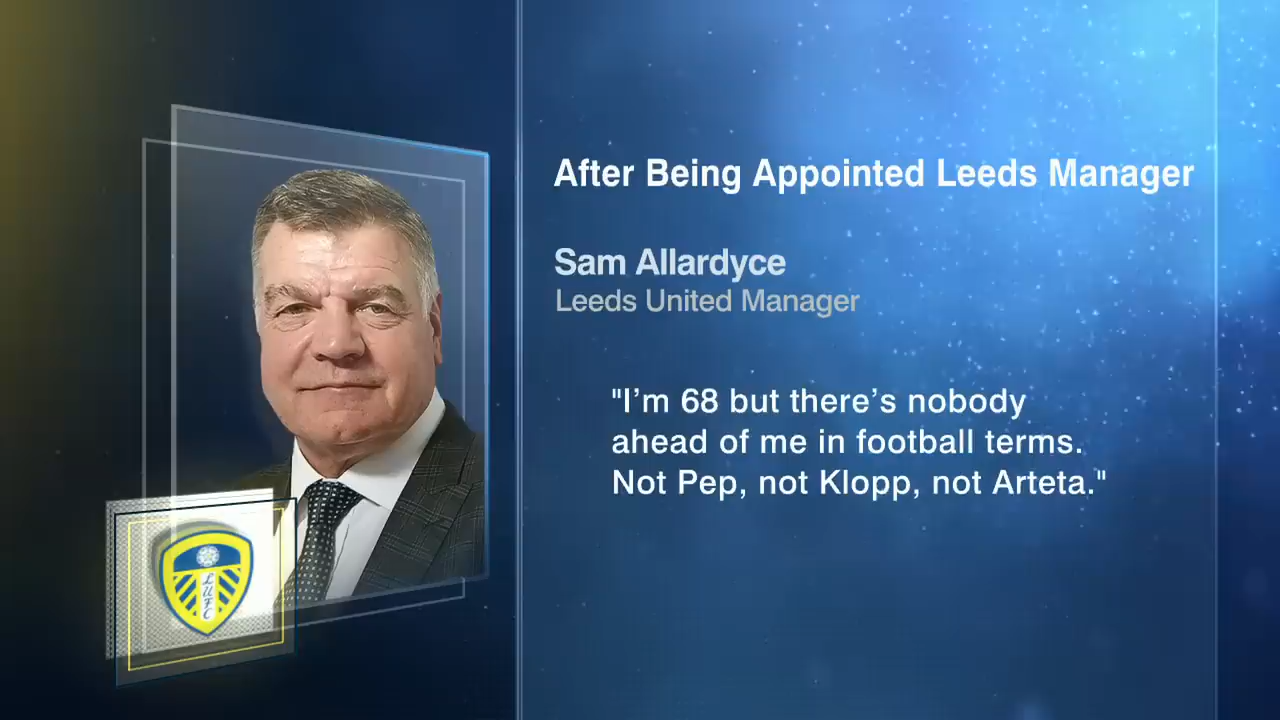 After Being Appointed Leeds Manager
Sam Allardyce
Leeds United Manager
"I’m 68 but there’s nobody
ahead of me in football terms.
Not Pep, not Klopp, not Arteta."
LUFC